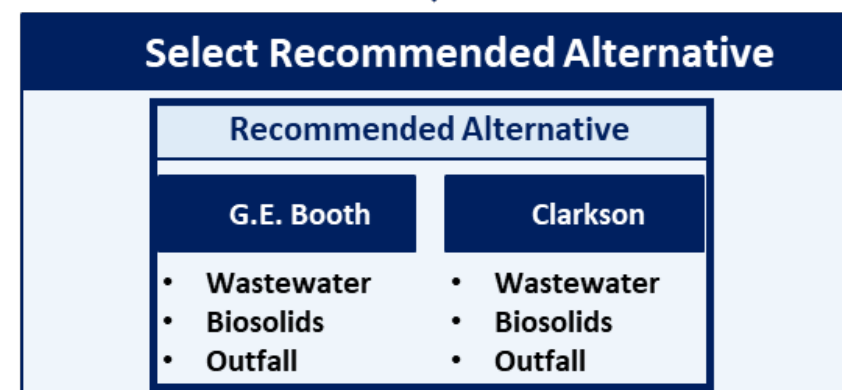 Select Recommended Alternative
Recommended Alternative
G.E. Booth
• Wastewater
• Biosolids
• Outfall
Clarkson
• Wastewater
• Biosolids
• Outfall